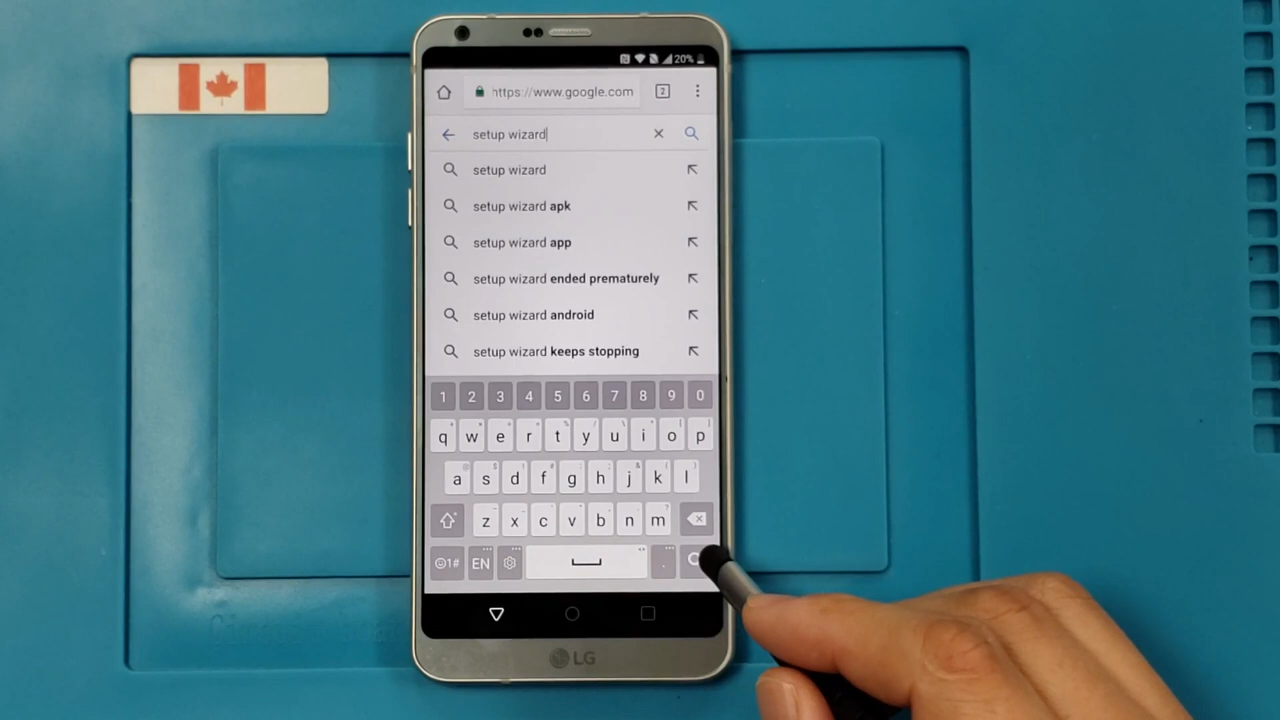 20%
https://www.google.com 2
setup wizard
setup wizard
setup wizard apk
setup wizard app
setup wizard ended prematurely
setup wizard android
setup wizard keeps stopping
1 2 3 4 5 6 7 8 9 0
q w e r t y u i o p
a s d f g h j k l
z x c v b n m
1# EN .
LG